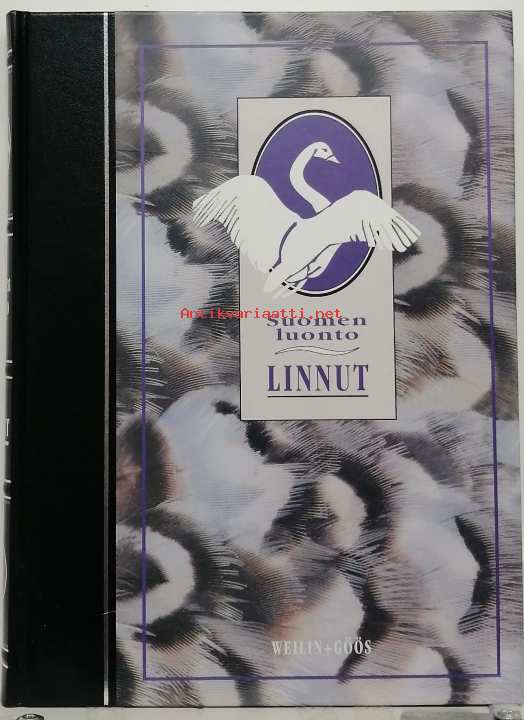 Antikvariaatti.net
Suomen
luonto
LINNUT
WEILIN+GÖÖS